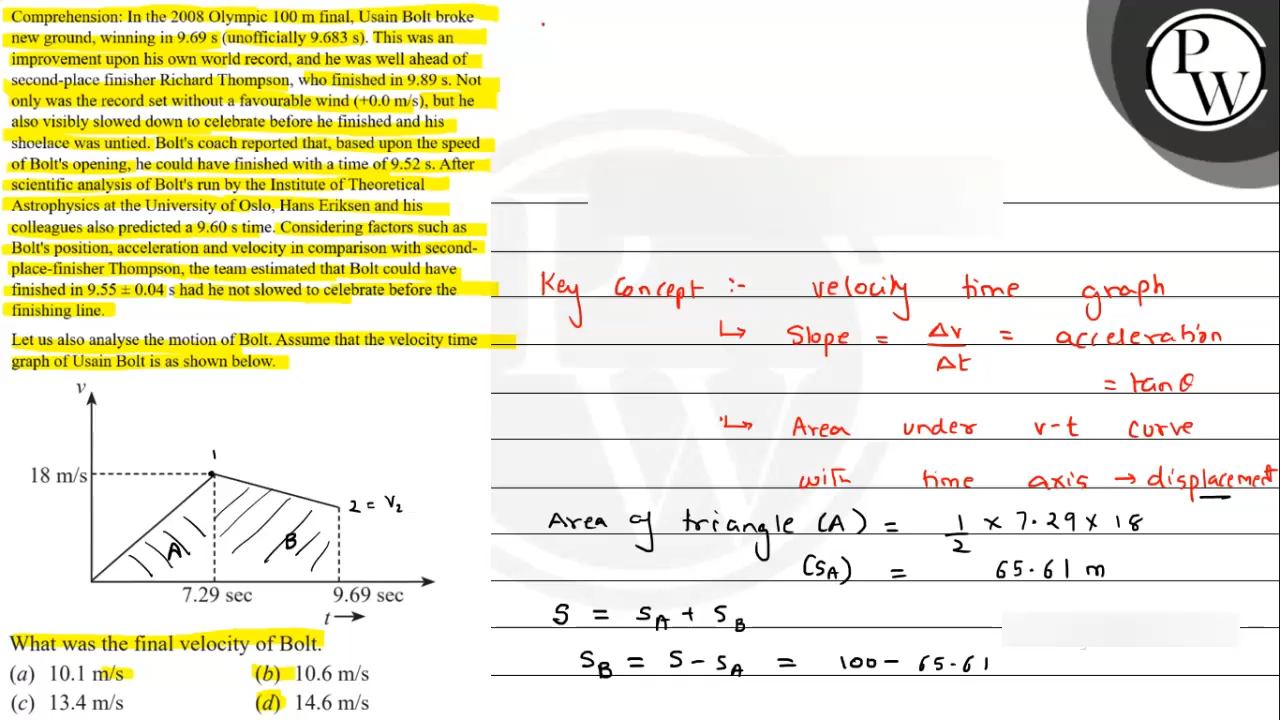 Comprehension: In the 2008 Olympic 100 m final, Usain Bolt broke
new ground, winning in 9.69 s (unofficially 9.683 s). This was an
improvement upon his own world record, and he was well ahead of
second-place finisher Richard Thompson, who finished in 9.89 s. Not
only was the record set without a favourable wind (+0.0 m/s), but he
also visibly slowed down to celebrate before he finished and his
shoelace was untied. Bolt's coach reported that, based upon the speed
of Bolt's opening, he could have finished with a time of 9.52 s. After
scientific analysis of Bolt's run by the Institute of Theoretical
Astrophysics at the University of Oslo, Hans Eriksen and his
colleagues also predicted a 9.60 s time. Considering factors such as
Bolt's position, acceleration and velocity in comparison with second-
place-finisher Thompson, the team estimated that Bolt could have
finished in 9.55 ± 0.04 s had he not slowed to celebrate before the
finishing line.
Let us also analyse the motion of Bolt. Assume that the velocity time
graph of Usain Bolt is as shown below.
v
1
18 m/s
2 = V₂
A
B
7.29 sec
9.69 sec
t→
What was the final velocity of Bolt.
(a) 10.1 m/s (b) 10.6 m/s
(c) 13.4 m/s (d) 14.6 m/s
PW
Key Concept :- velocity time graph
↳ Slope = Δv/Δt = acceleration
= tan θ
↳ Area under v-t curve
with time axis → displacement
Area of triangle (A) = 1/2 × 7.29 × 18
(SA) = 65.61 m
S = SA + SB
SB = S - SA = 100 - 65.61